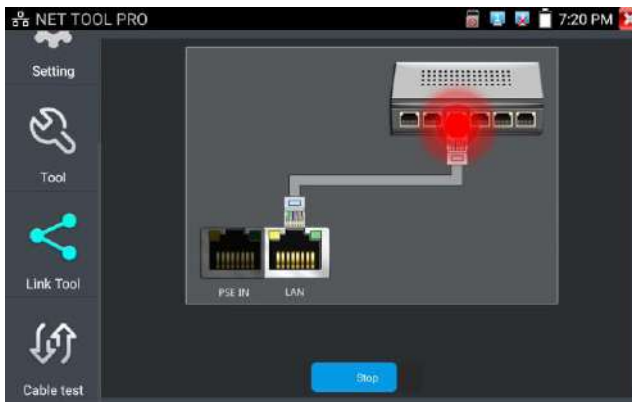 NET TOOL PRO
7:20 PM
Setting
Tool
Link Tool
Cable test
PSE IN
LAN
Stop